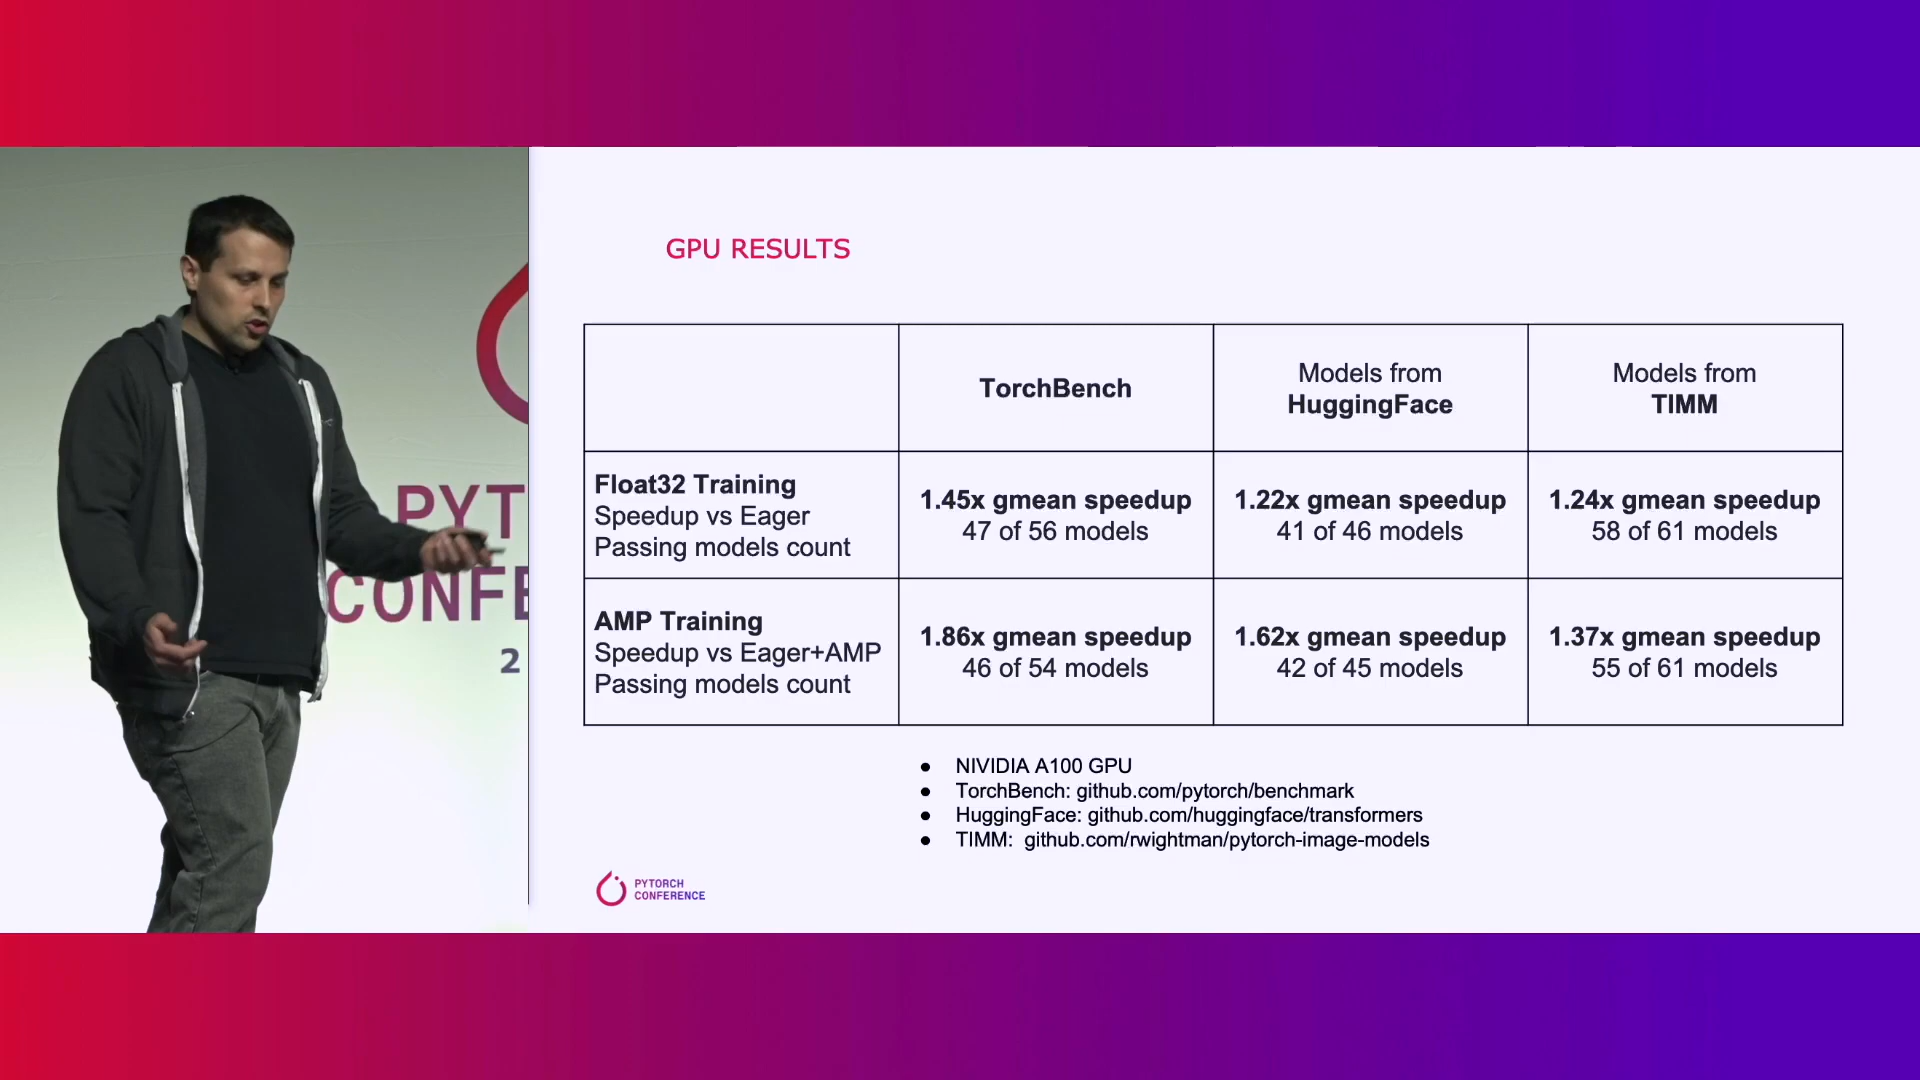 PYT
CONFE
2
GPU RESULTS
TorchBench
Models from
HuggingFace
Models from
TIMM
Float32 Training
Speedup vs Eager
Passing models count
1.45x gmean speedup
47 of 56 models
1.22x gmean speedup
41 of 46 models
1.24x gmean speedup
58 of 61 models
AMP Training
Speedup vs Eager+AMP
Passing models count
1.86x gmean speedup
46 of 54 models
1.62x gmean speedup
42 of 45 models
1.37x gmean speedup
55 of 61 models
● NIVIDIA A100 GPU
● TorchBench: github.com/pytorch/benchmark
● HuggingFace: github.com/huggingface/transformers
● TIMM: github.com/rwightman/pytorch-image-models
PYTORCH
CONFERENCE